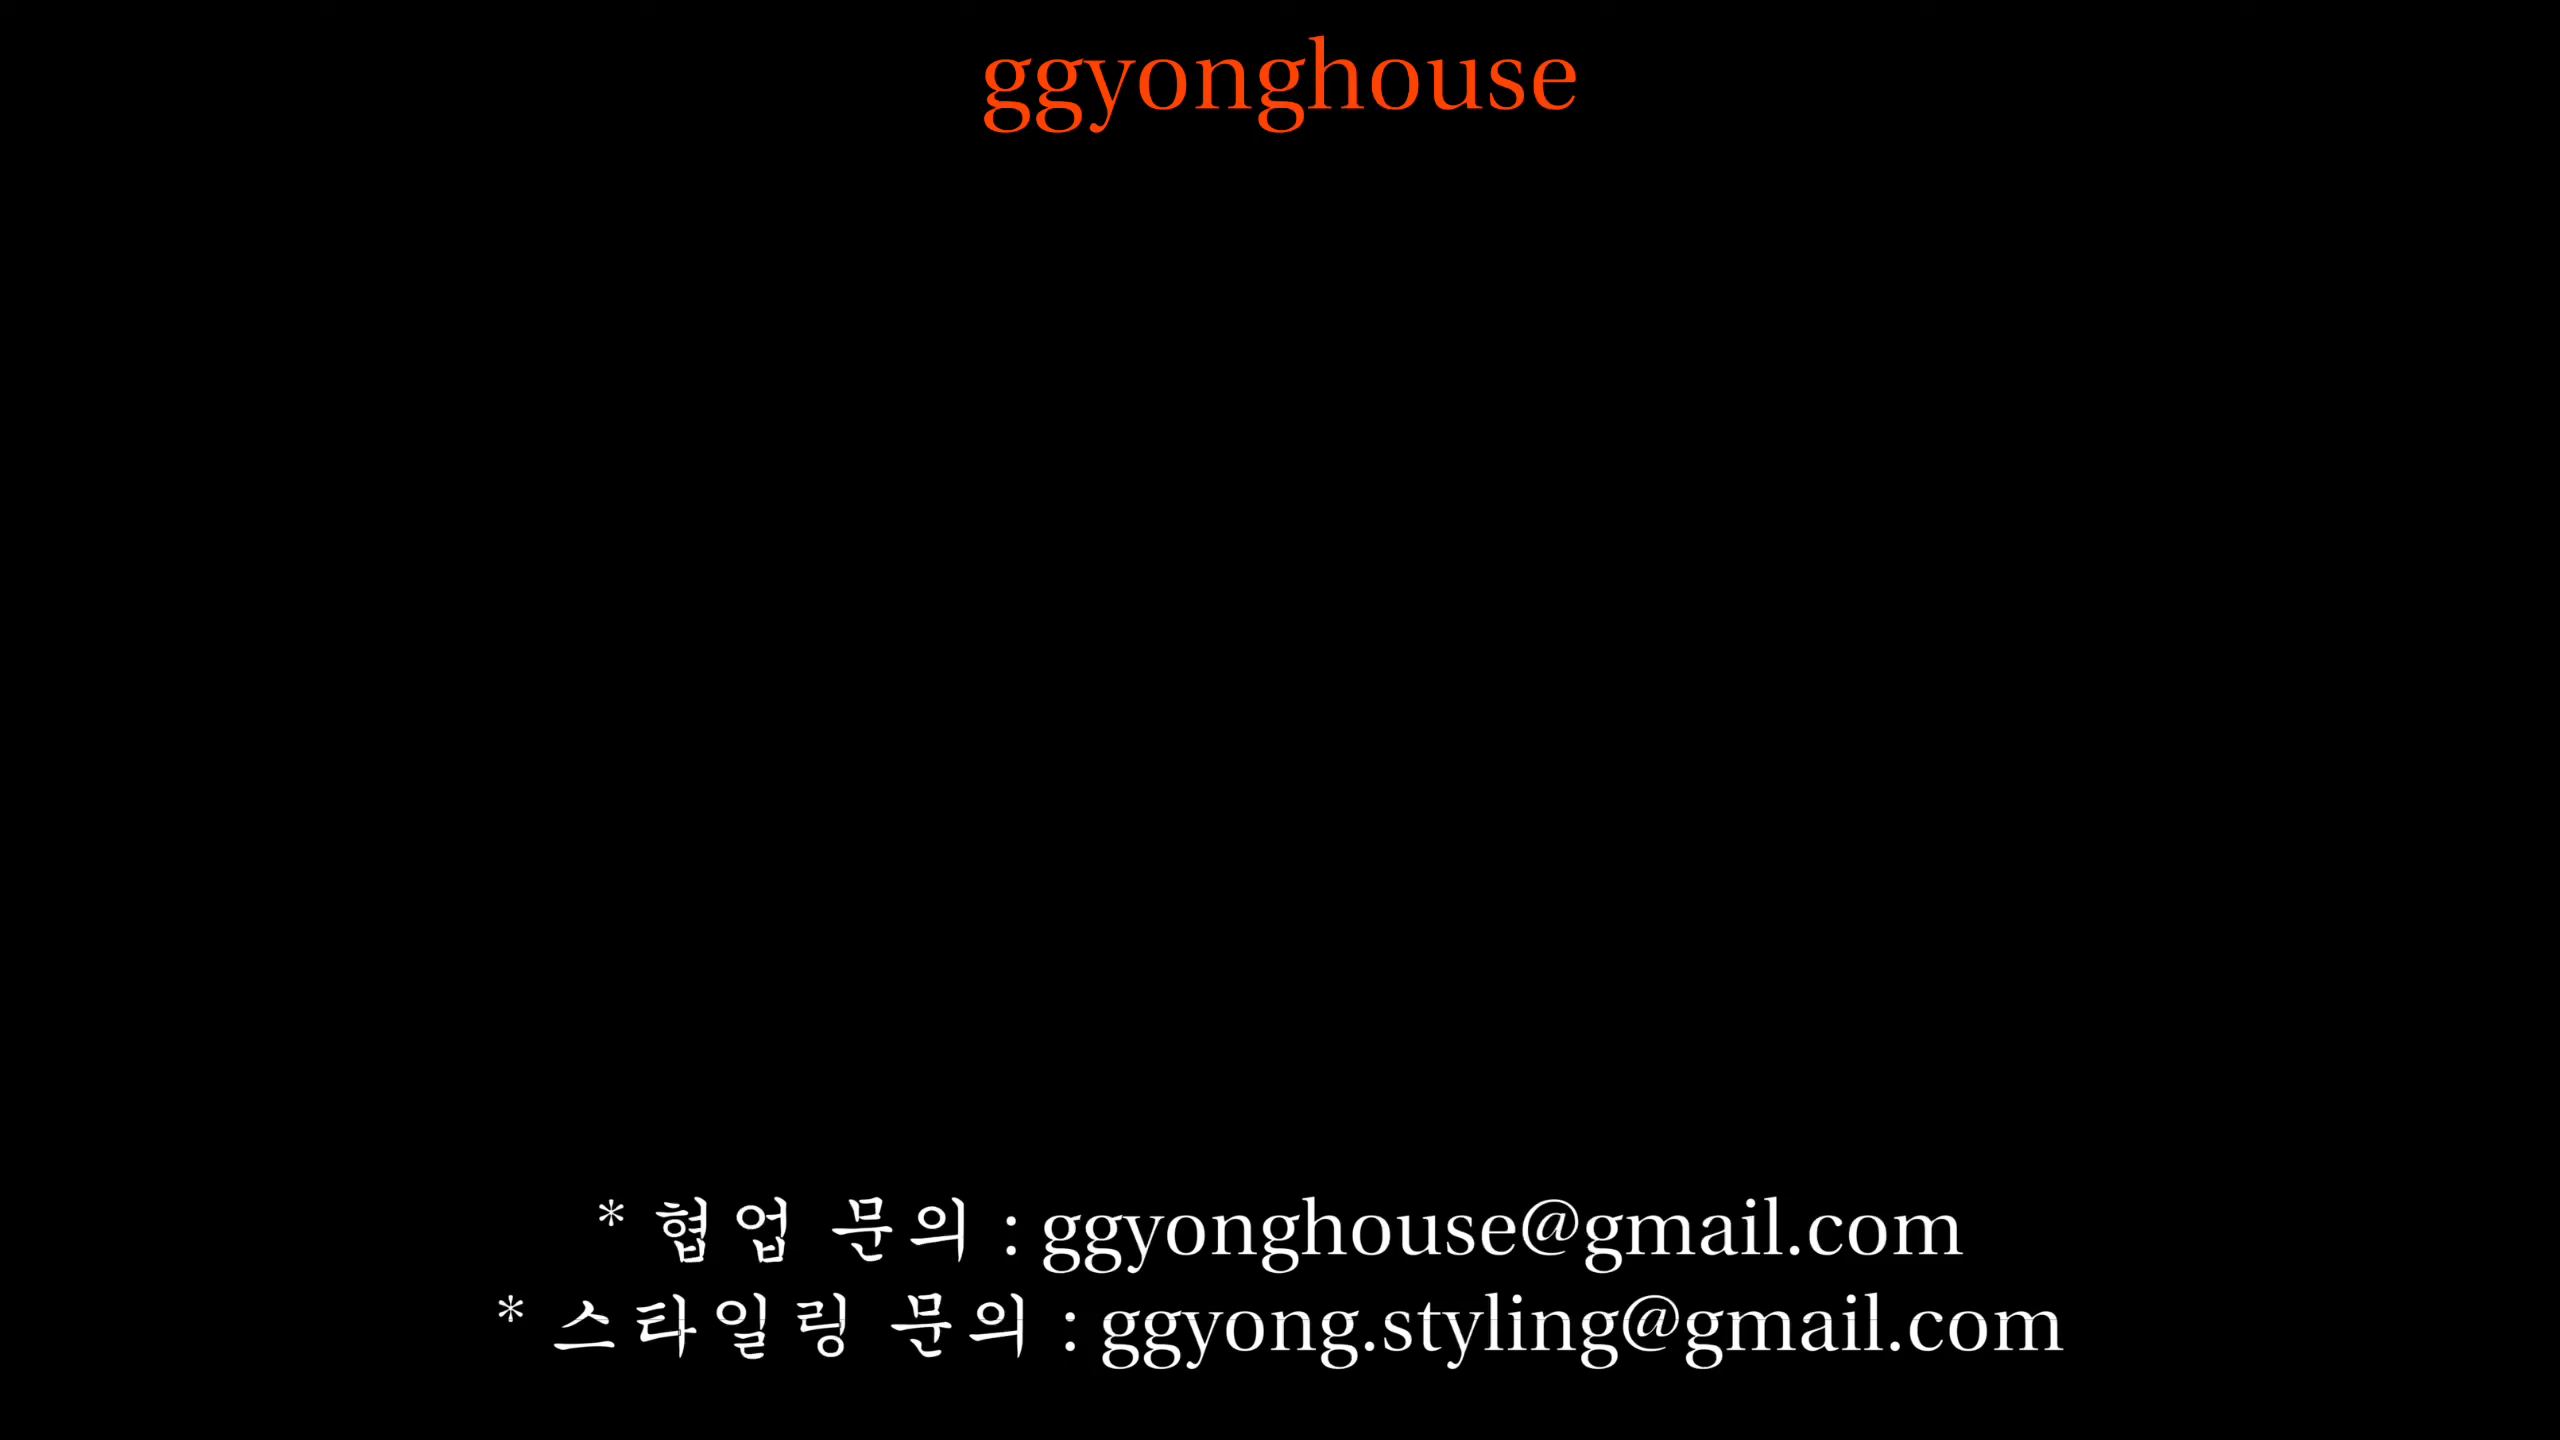 ggyonghouse
* 협업 문의 : ggyonghouse@gmail.com
* 스타일링 문의 : ggyong.styling@gmail.com